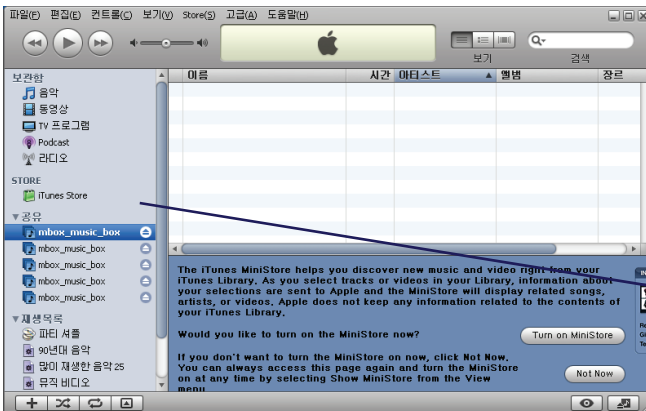 파일(F) 편집(E) 컨트롤(C) 보기(V) Store(S) 고급(A) 도움말(H)
보기 검색
보관함
음악
동영상
TV 프로그램
Podcast
라디오
STORE
iTunes Store
공유
mbox_music_box
mbox_music_box
mbox_music_box
mbox_music_box
mbox_music_box
재생목록
파티 셔플
90년대 음악
많이 재생한 음악 25
뮤직 비디오
이름 시간 아티스트 앨범 장르
The iTunes MiniStore helps you discover new music and video right from your
iTunes Library. As you select tracks or videos in your Library, information about
your selections are sent to Apple and the MiniStore will display related songs,
artists, or videos. Apple does not keep any information related to the contents of
your iTunes Library.
Would you like to turn on the MiniStore now?
Turn on MiniStore
If you don't want to turn the MiniStore on now, click Not Now.
You can always access this page again and turn the MiniStore
on at any time by selecting Show MiniStore from the View
menu
Not Now